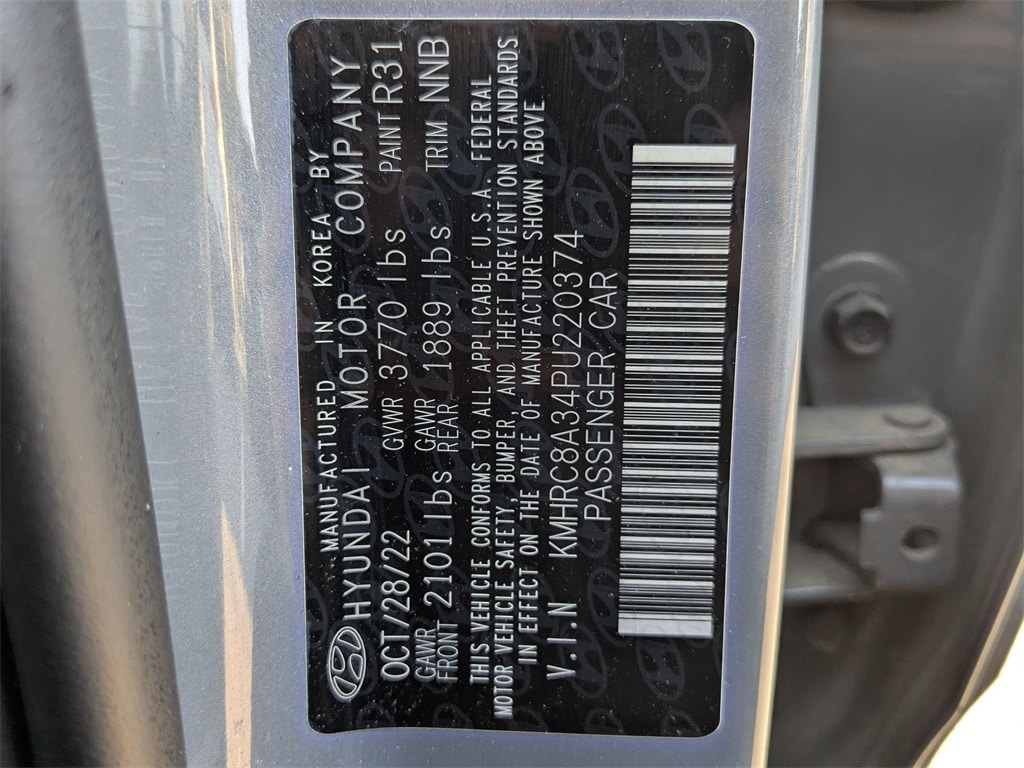 MANUFACTURED IN KOREA BY
HYUNDAI MOTOR COMPANY
OCT/28/22 GVWR 3770 lbs PAINT R31
GAWR FRONT 2101 lbs GAWR REAR 1889 lbs TRIM NNB
THIS VEHICLE CONFORMS TO ALL APPLICABLE U.S.A. FEDERAL
MOTOR VEHICLE SAFETY, BUMPER, AND THEFT PREVENTION STANDARDS
IN EFFECT ON THE DATE OF MANUFACTURE SHOWN ABOVE
V.I.N KMHRC8A34PU220374
PASSENGER CAR